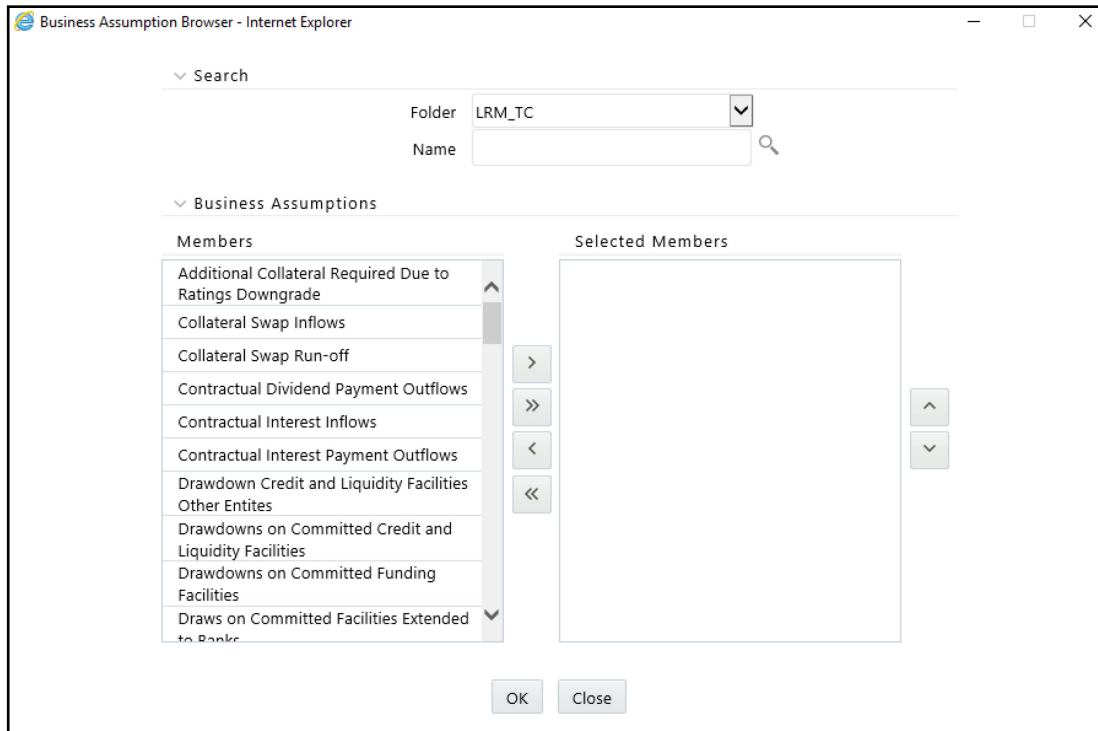 Business Assumption Browser - Internet Explorer
Search
Folder LRM_TC
Name
Business Assumptions
Members
Selected Members
Additional Collateral Required Due to
Ratings Downgrade
Collateral Swap Inflows
Collateral Swap Run-off
Contractual Dividend Payment Outflows
Contractual Interest Inflows
Contractual Interest Payment Outflows
Drawdown Credit and Liquidity Facilities
Other Entites
Drawdowns on Committed Credit and
Liquidity Facilities
Drawdowns on Committed Funding
Facilities
Draws on Committed Facilities Extended
to Banks
OK
Close